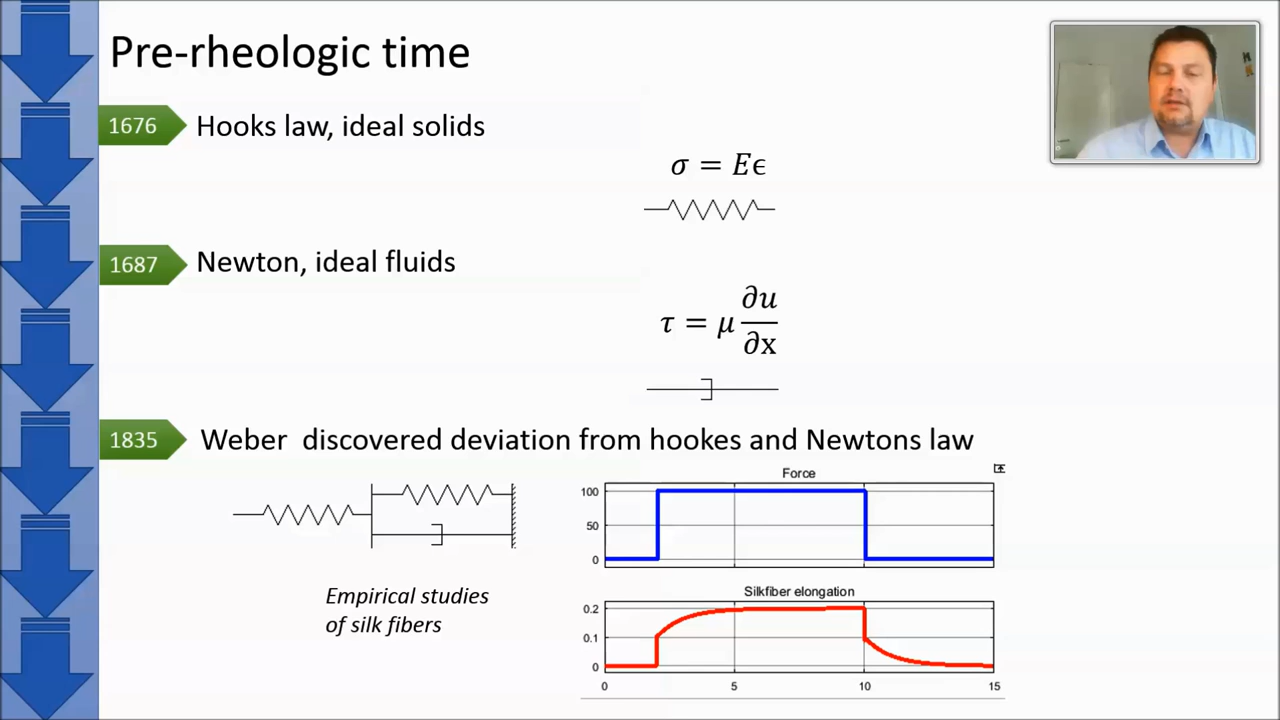 Pre-rheologic time
1676
Hooks law, ideal solids
σ = Eϵ
1687
Newton, ideal fluids
τ = μ ∂u/∂x
1835
Weber discovered deviation from hookes and Newtons law
Force
100
50
0
Silkfiber elongation
0.2
0.1
0
0 5 10 15
Empirical studies
of silk fibers